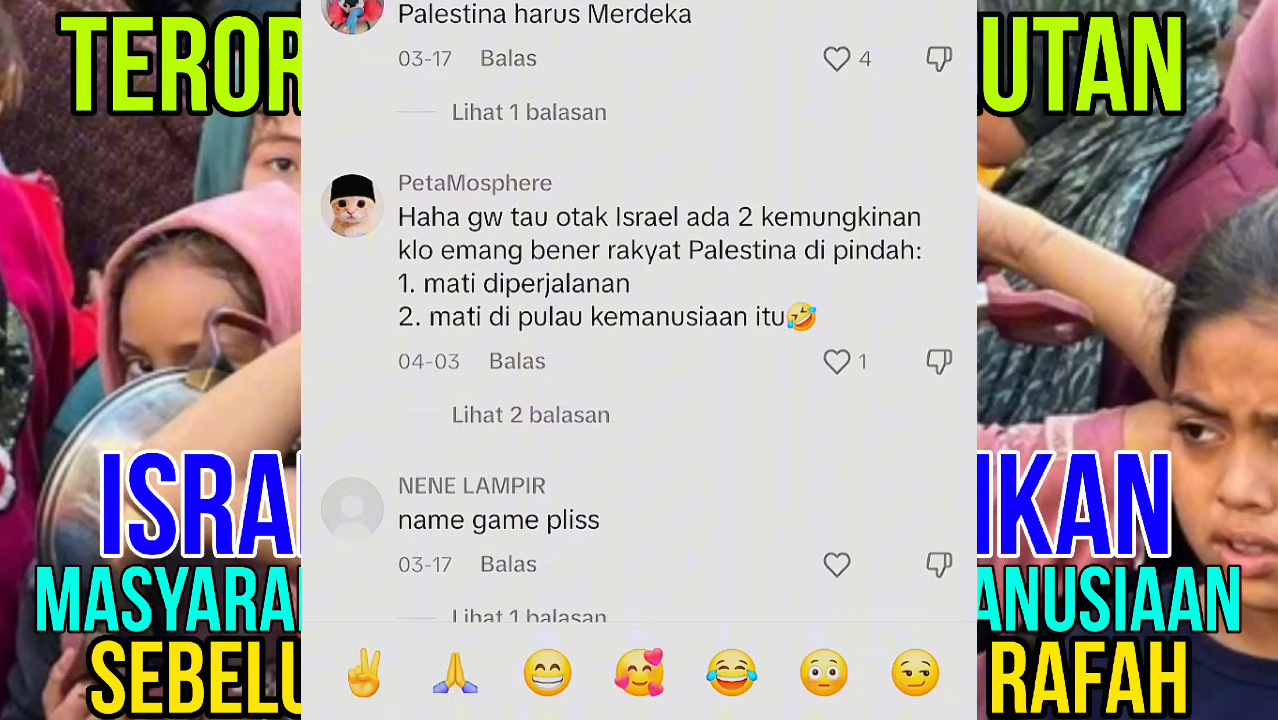 TEROR
UTAN
Palestina harus Merdeka
03-17 Balas
4
Lihat 1 balasan
PetaMosphere
Haha gw tau otak Israel ada 2 kemungkinan
klo emang bener rakyat Palestina di pindah:
1. mati diperjalanan
2. mati di pulau kemanusiaan itu🤣
04-03 Balas
1
Lihat 2 balasan
NENE LAMPIR
name game pliss
03-17 Balas
Lihat 1 balasan
ISRA
IKAN
MASYARA
ANUSIAAN
SEBELU
RAFAH